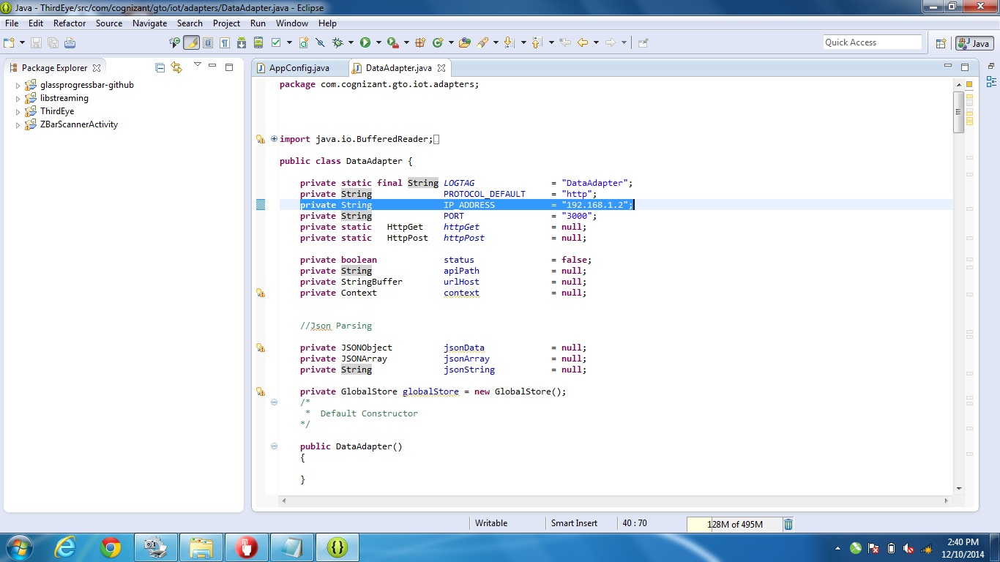 Java - ThirdEye/src/com/cognizant/gto/iot/adapters/DataAdapter.java - Eclipse
File Edit Refactor Source Navigate Search Project Run Window Help
Quick Access
Java
Package Explorer
glassprogressbar-github
libstreaming
ThirdEye
ZBarScannerActivity
AppConfig.java
DataAdapter.java
package com.cognizant.gto.iot.adapters;
import java.io.BufferedReader;
public class DataAdapter {
private static final String LOGTAG = "DataAdapter";
private String PROTOCOL_DEFAULT = "http";
private String IP_ADDRESS = "192.168.1.2";
private String PORT = "3000";
private static HttpGet httpGet = null;
private static HttpPost httpPost = null;
private boolean status = false;
private String apiPath = null;
private StringBuffer urlHost = null;
private Context context = null;
//Json Parsing
private JSONObject jsonData = null;
private JSONArray jsonArray = null;
private String jsonString = null;
private GlobalStore globalStore = new GlobalStore();
/*
* Default Constructor
*/
public DataAdapter()
{
}
Writable
Smart Insert
40 : 70
128M of 495M
2:40 PM
12/10/2014